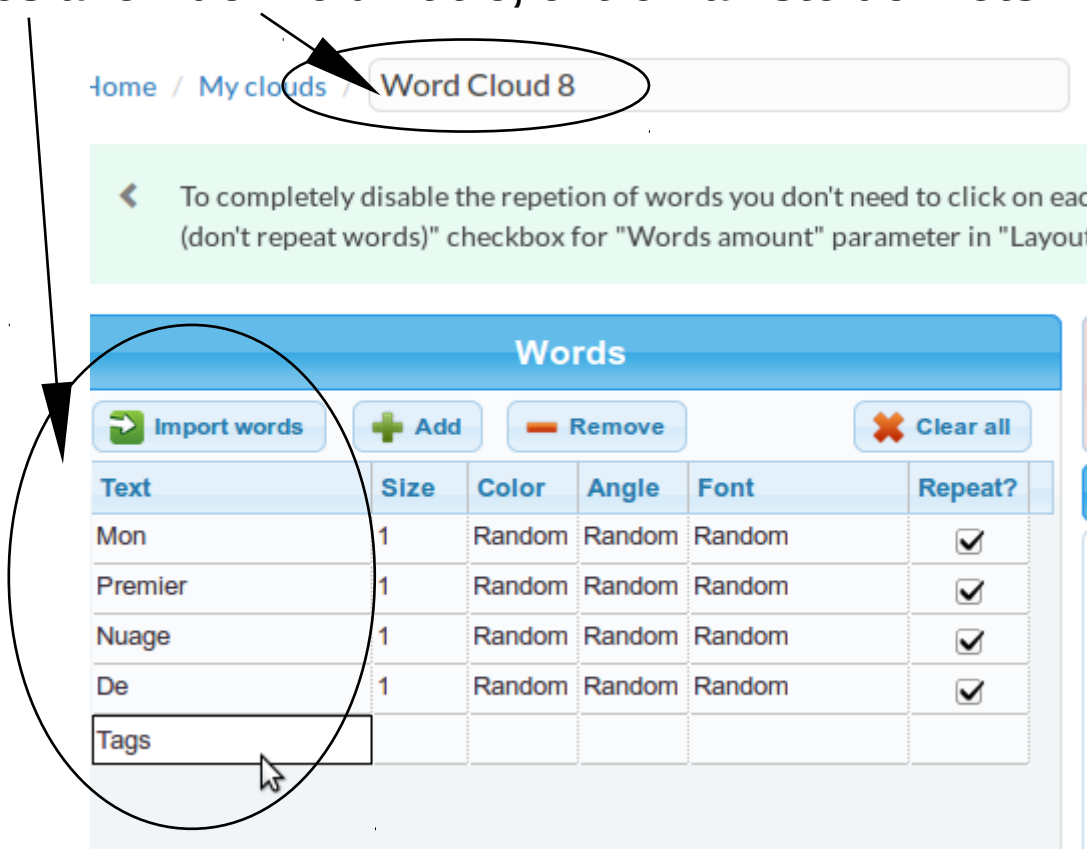 Home / My clouds / Word Cloud 8
To completely disable the repetion of words you don't need to click on
(don't repeat words)" checkbox for "Words amount" parameter in
Words
Import words Add Remove Clear all
Text Size Color Angle Font Repeat?
Mon 1 Random Random Random
Premier 1 Random Random Random
Nuage 1 Random Random Random
De 1 Random Random Random
Tags